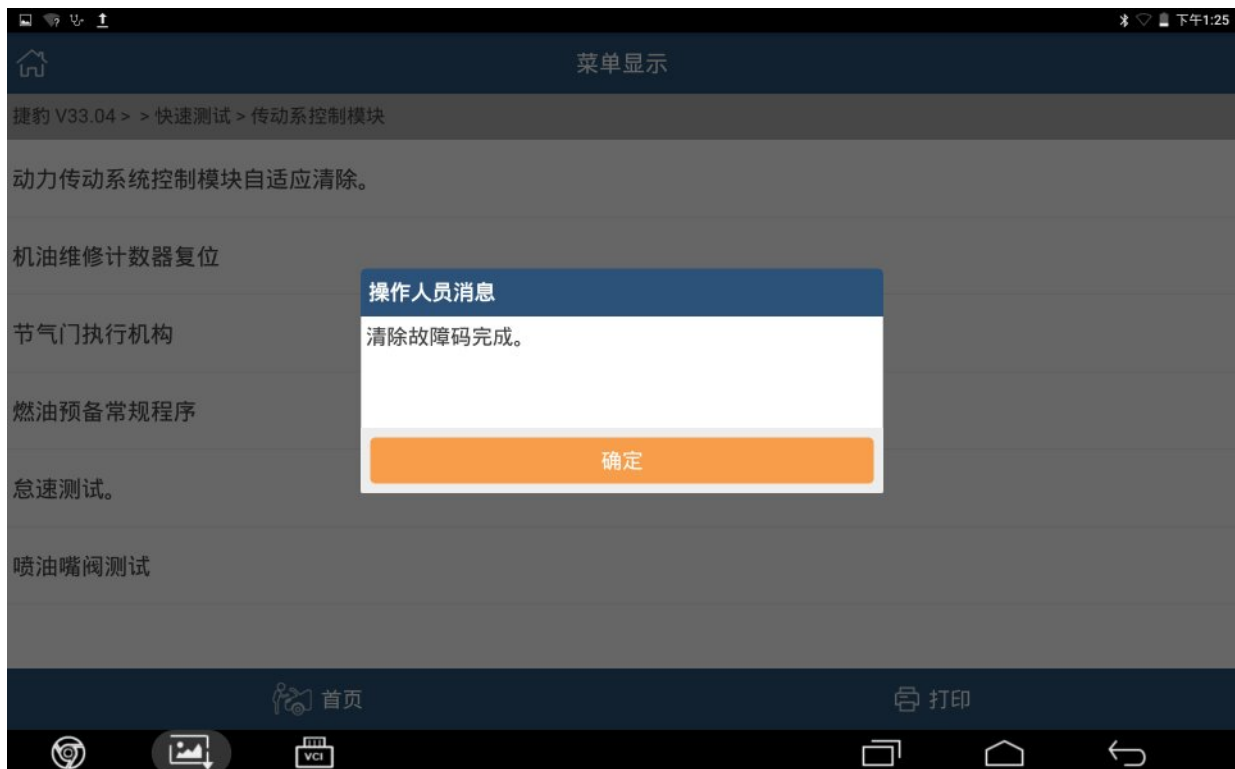 下午1:25
菜单显示
捷豹 V33.04 > > 快速测试 > 传动系控制模块
动力传动系统控制模块自适应清除。
机油维修计数器复位
操作人员消息
节气门执行机构
清除故障码完成。
燃油预备常规程序
确定
怠速测试。
喷油嘴阀测试
首页
打印
VCI